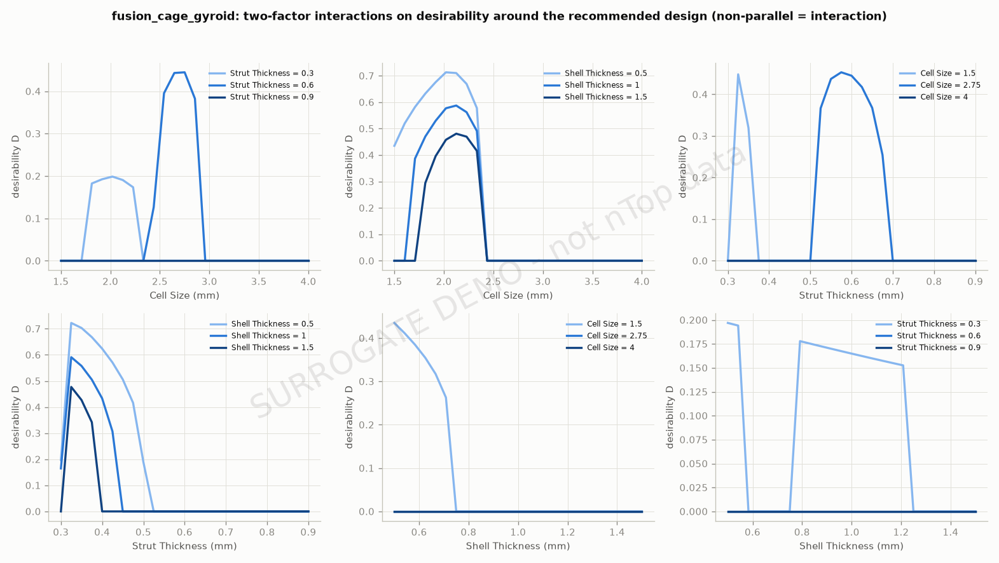 fusion_cage_gyroid: two-factor interactions on desirability around the recommended design (non-parallel = interaction)
desirability D
0.4
0.3
0.2
0.1
0.0
Strut Thickness = 0.3
Strut Thickness = 0.6
Strut Thickness = 0.9
1.5 2.0 2.5 3.0 3.5 4.0
Cell Size (mm)
desirability D
0.7
0.6
0.5
0.4
0.3
0.2
0.1
0.0
Shell Thickness = 0.5
Shell Thickness = 1
Shell Thickness = 1.5
1.5 2.0 2.5 3.0 3.5 4.0
Cell Size (mm)
desirability D
0.4
0.3
0.2
0.1
0.0
Cell Size = 1.5
Cell Size = 2.75
Cell Size = 4
0.3 0.4 0.5 0.6 0.7 0.8 0.9
Strut Thickness (mm)
desirability D
0.7
0.6
0.5
0.4
0.3
0.2
0.1
0.0
Shell Thickness = 0.5
Shell Thickness = 1
Shell Thickness = 1.5
0.3 0.4 0.5 0.6 0.7 0.8 0.9
Strut Thickness (mm)
desirability D
0.4
0.3
0.2
0.1
0.0
Cell Size = 1.5
Cell Size = 2.75
Cell Size = 4
0.6 0.8 1.0 1.2 1.4
Shell Thickness (mm)
desirability D
0.200
0.175
0.150
0.125
0.100
0.075
0.050
0.025
0.000
Strut Thickness = 0.3
Strut Thickness = 0.6
Strut Thickness = 0.9
0.6 0.8 1.0 1.2 1.4
Shell Thickness (mm)
SURROGATE DEMO - not nTop data